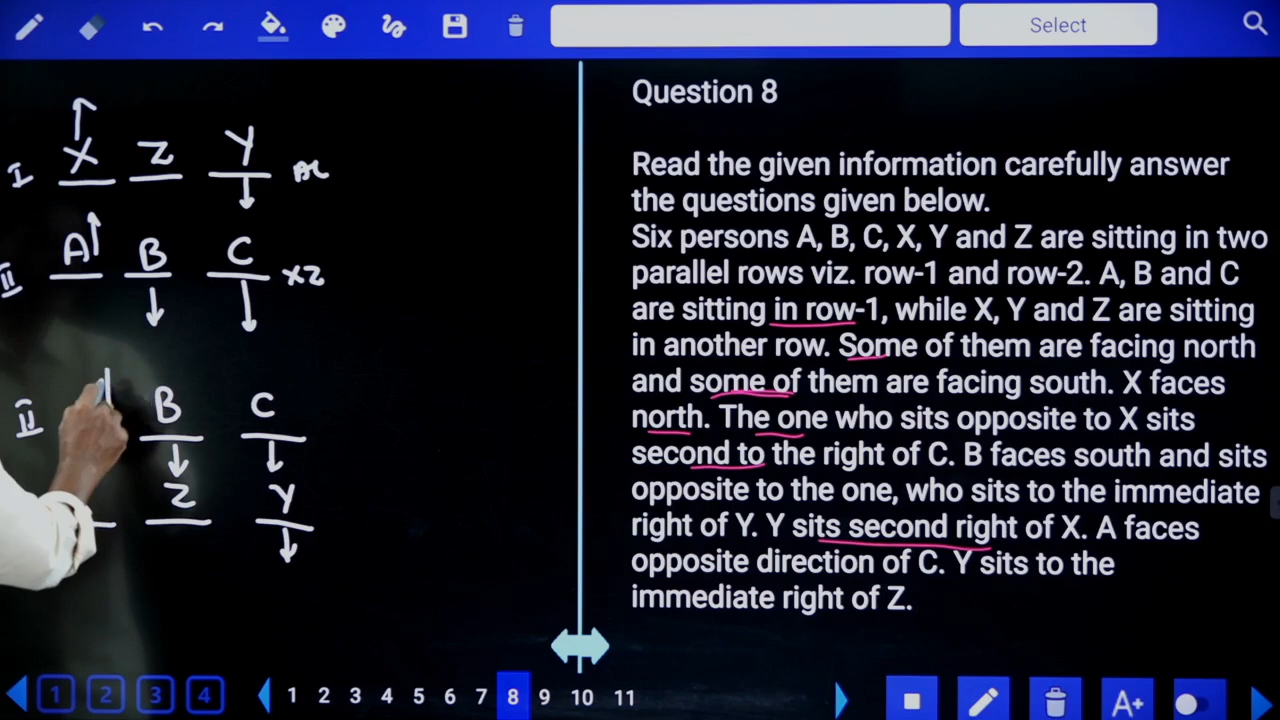 Select
Question 8
Read the given information carefully answer
the questions given below.
Six persons A, B, C, X, Y and Z are sitting in two
parallel rows viz. row-1 and row-2. A, B and C
are sitting in row-1, while X, Y and Z are sitting
in another row. Some of them are facing north
and some of them are facing south. X faces
north. The one who sits opposite to X sits
second to the right of C. B faces south and sits
opposite to the one, who sits to the immediate
right of Y. Y sits second right of X. A faces
opposite direction of C. Y sits to the
immediate right of Z.
I X Z Y
II A B C XZ
II B C
Z Y
1 2 3 4
1 2 3 4 5 6 7 8 9 10 11
A+